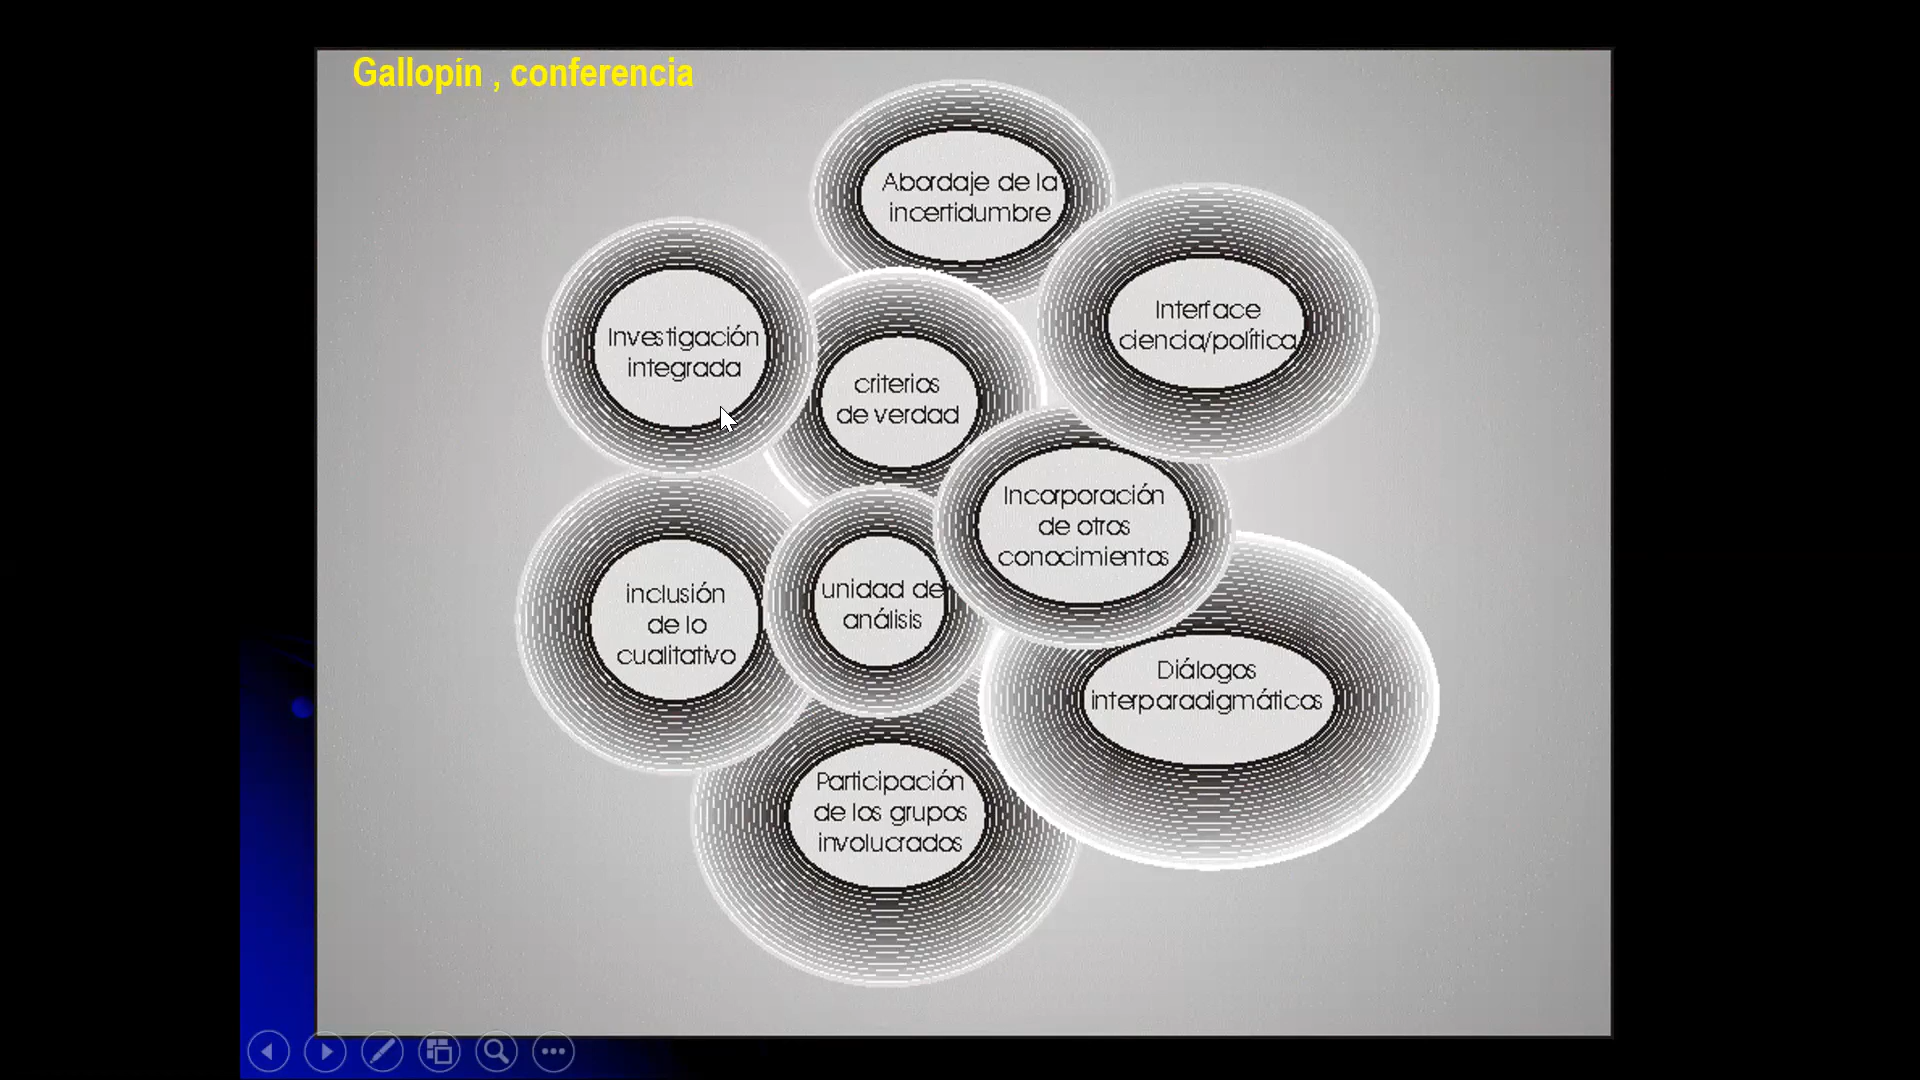 Gallopín , conferencia
Abordaje de la
incertidumbre
Interface
ciencia/política
Investigación
integrada
criterios
de verdad
Incorporación
de otros
conocimientos
inclusión
de lo
cualitativo
unidad de
análisis
Diálogos
interparadigmáticos
Participación
de los grupos
involucrados